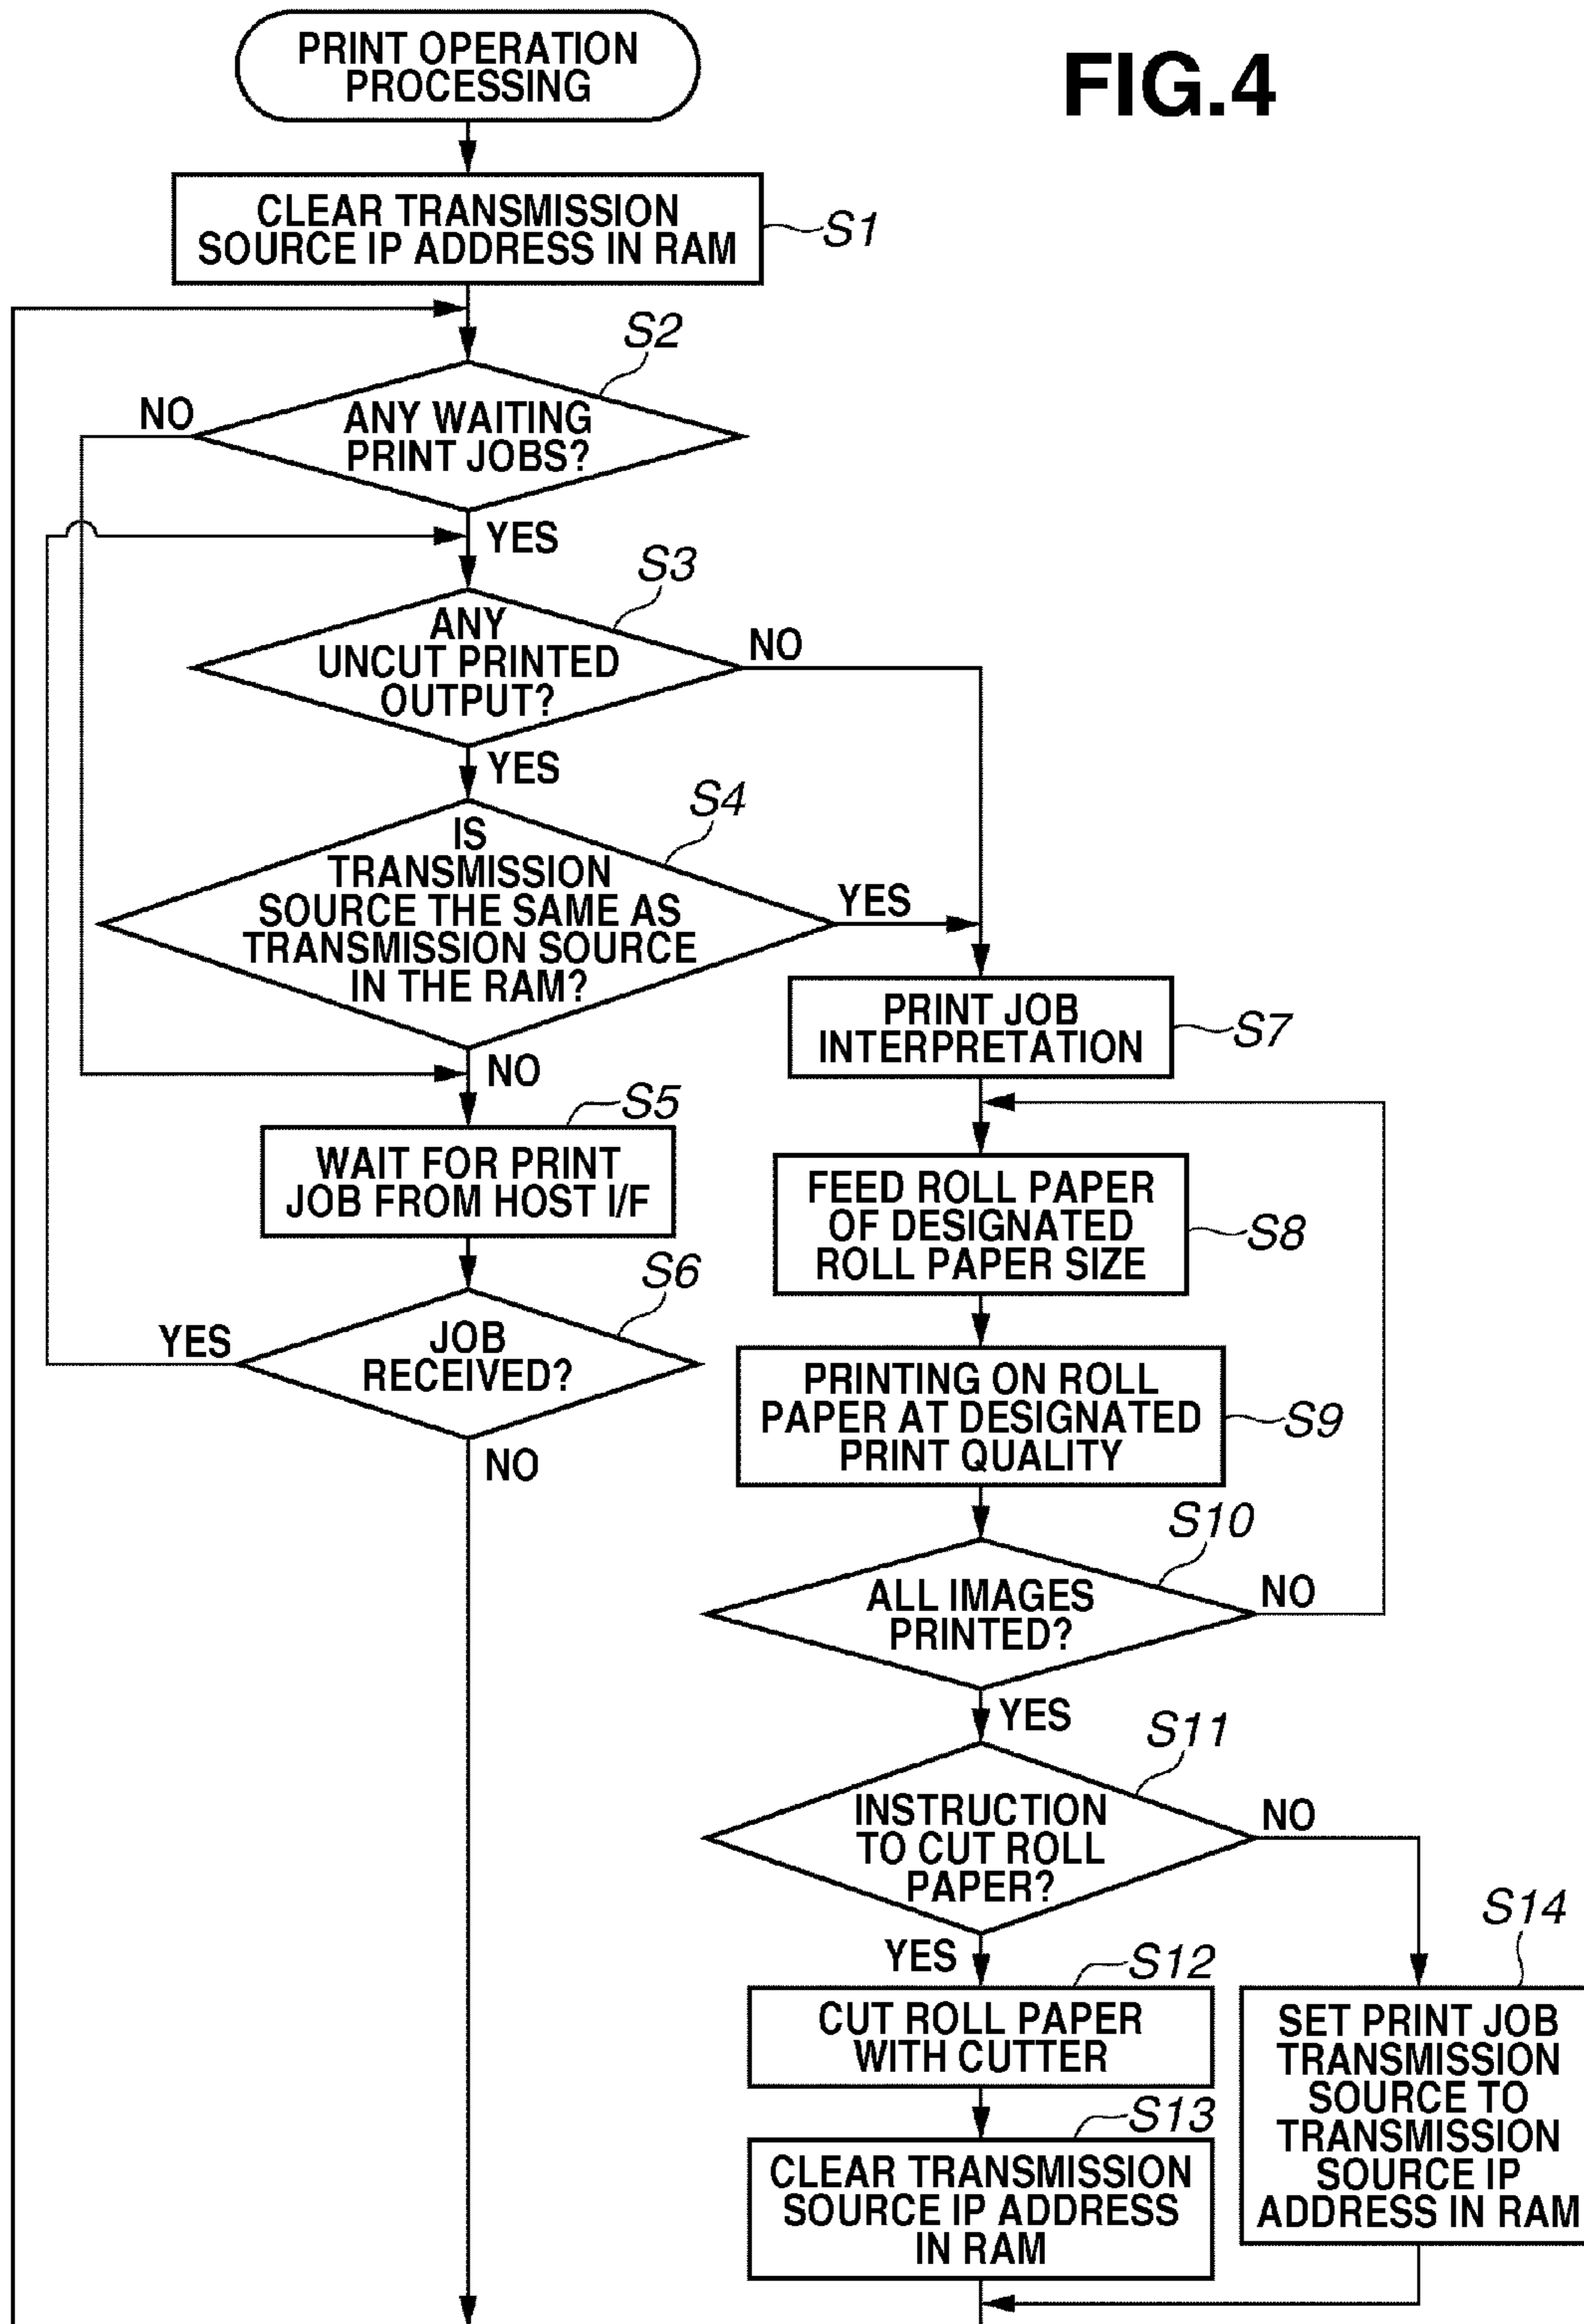 PRINT OPERATION
PROCESSING
FIG.4
CLEAR TRANSMISSION
SOURCE IP ADDRESS IN RAM
S1
S2
NO
ANY WAITING
PRINT JOBS?
YES
S3
ANY
UNCUT PRINTED
OUTPUT?
NO
YES
S4
IS
TRANSMISSION
SOURCE THE SAME AS
TRANSMISSION SOURCE
IN THE RAM?
YES
NO
PRINT JOB
INTERPRETATION
S7
S5
WAIT FOR PRINT
JOB FROM HOST I/F
FEED ROLL PAPER
OF DESIGNATED
ROLL PAPER SIZE
S8
S6
YES
JOB
RECEIVED?
NO
PRINTING ON ROLL
PAPER AT DESIGNATED
PRINT QUALITY
S9
S10
ALL IMAGES
PRINTED?
NO
YES
S11
INSTRUCTION
TO CUT ROLL
PAPER?
NO
YES
S12
CUT ROLL PAPER
WITH CUTTER
S13
CLEAR TRANSMISSION
SOURCE IP ADDRESS
IN RAM
S14
SET PRINT JOB
TRANSMISSION
SOURCE TO
TRANSMISSION
SOURCE IP
ADDRESS IN RAM